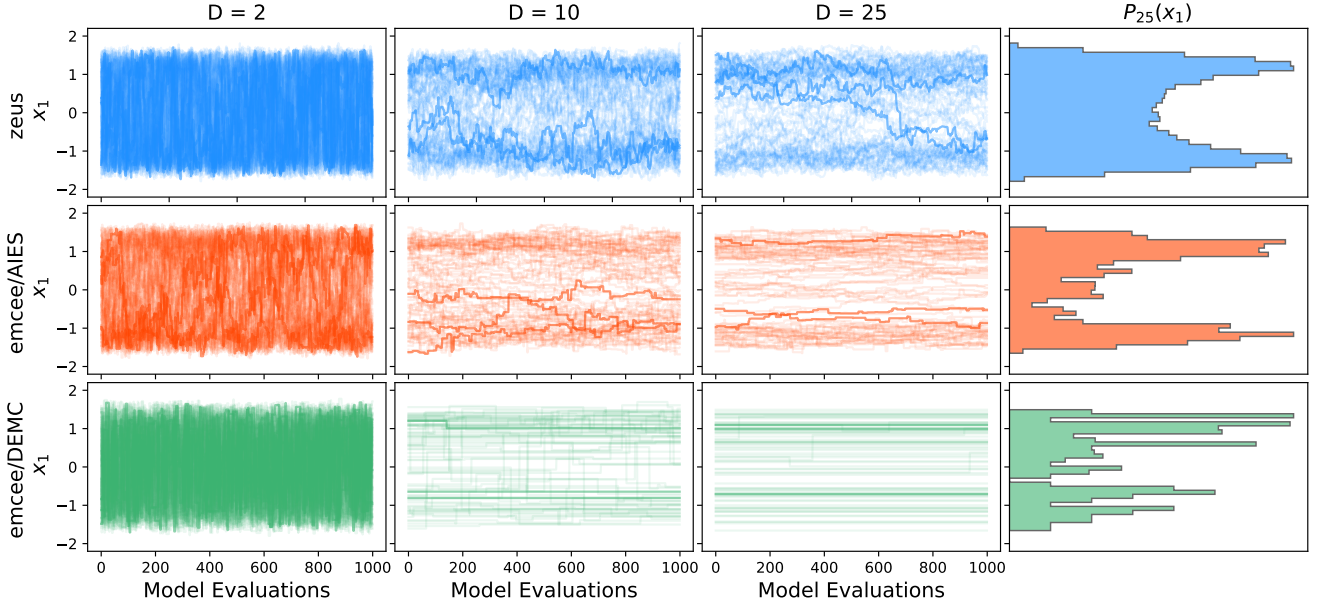 D = 2 D = 10 D = 25 P₂₅(x₁)
zeus
x₁
2
1
0
−1
−2
emcee/AIES
x₁
2
1
0
−1
−2
emcee/DEMC
x₁
2
1
0
−1
−2
0 200 400 600 800 1000 0 200 400 600 800 1000 0 200 400 600 800 1000
Model Evaluations Model Evaluations Model Evaluations